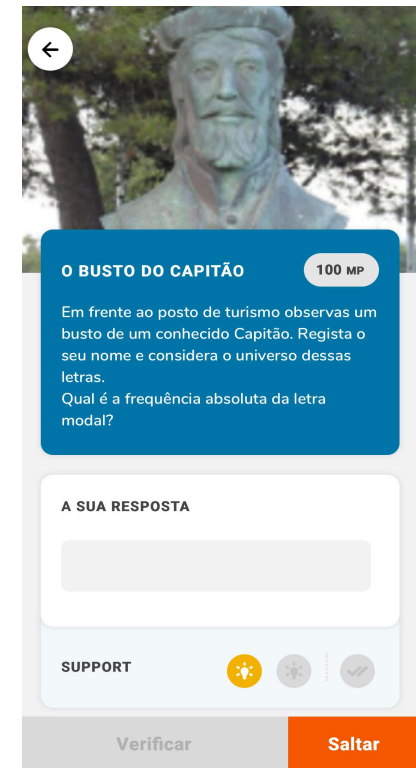 O BUSTO DO CAPITÃO
100 MP
Em frente ao posto de turismo observas um
busto de um conhecido Capitão. Regista o
seu nome e considera o universo dessas
letras.
Qual é a frequência absoluta da letra
modal?
A SUA RESPOSTA
SUPPORT
Verificar
Saltar